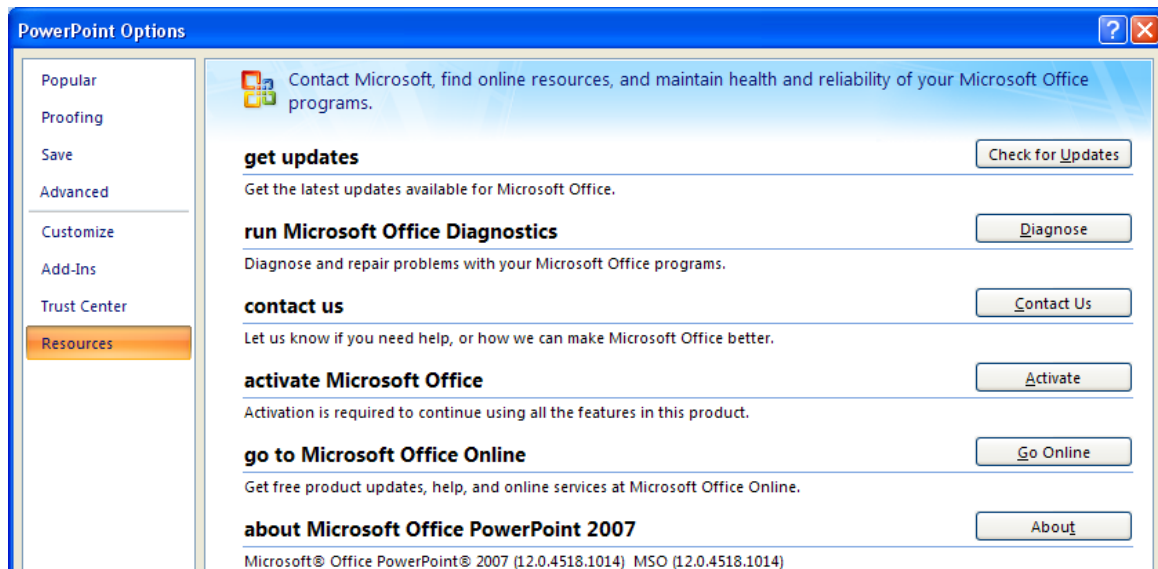 PowerPoint Options
Popular
Proofing
Save
Advanced
Customize
Add-Ins
Trust Center
Resources
Contact Microsoft, find online resources, and maintain health and reliability of your Microsoft Office
programs.
get updates
Check for Updates
Get the latest updates available for Microsoft Office.
run Microsoft Office Diagnostics
Diagnose
Diagnose and repair problems with your Microsoft Office programs.
contact us
Contact Us
Let us know if you need help, or how we can make Microsoft Office better.
activate Microsoft Office
Activate
Activation is required to continue using all the features in this product.
go to Microsoft Office Online
Go Online
Get free product updates, help, and online services at Microsoft Office Online.
about Microsoft Office PowerPoint 2007
About
Microsoft® Office PowerPoint® 2007 (12.0.4518.1014) MSO (12.0.4518.1014)